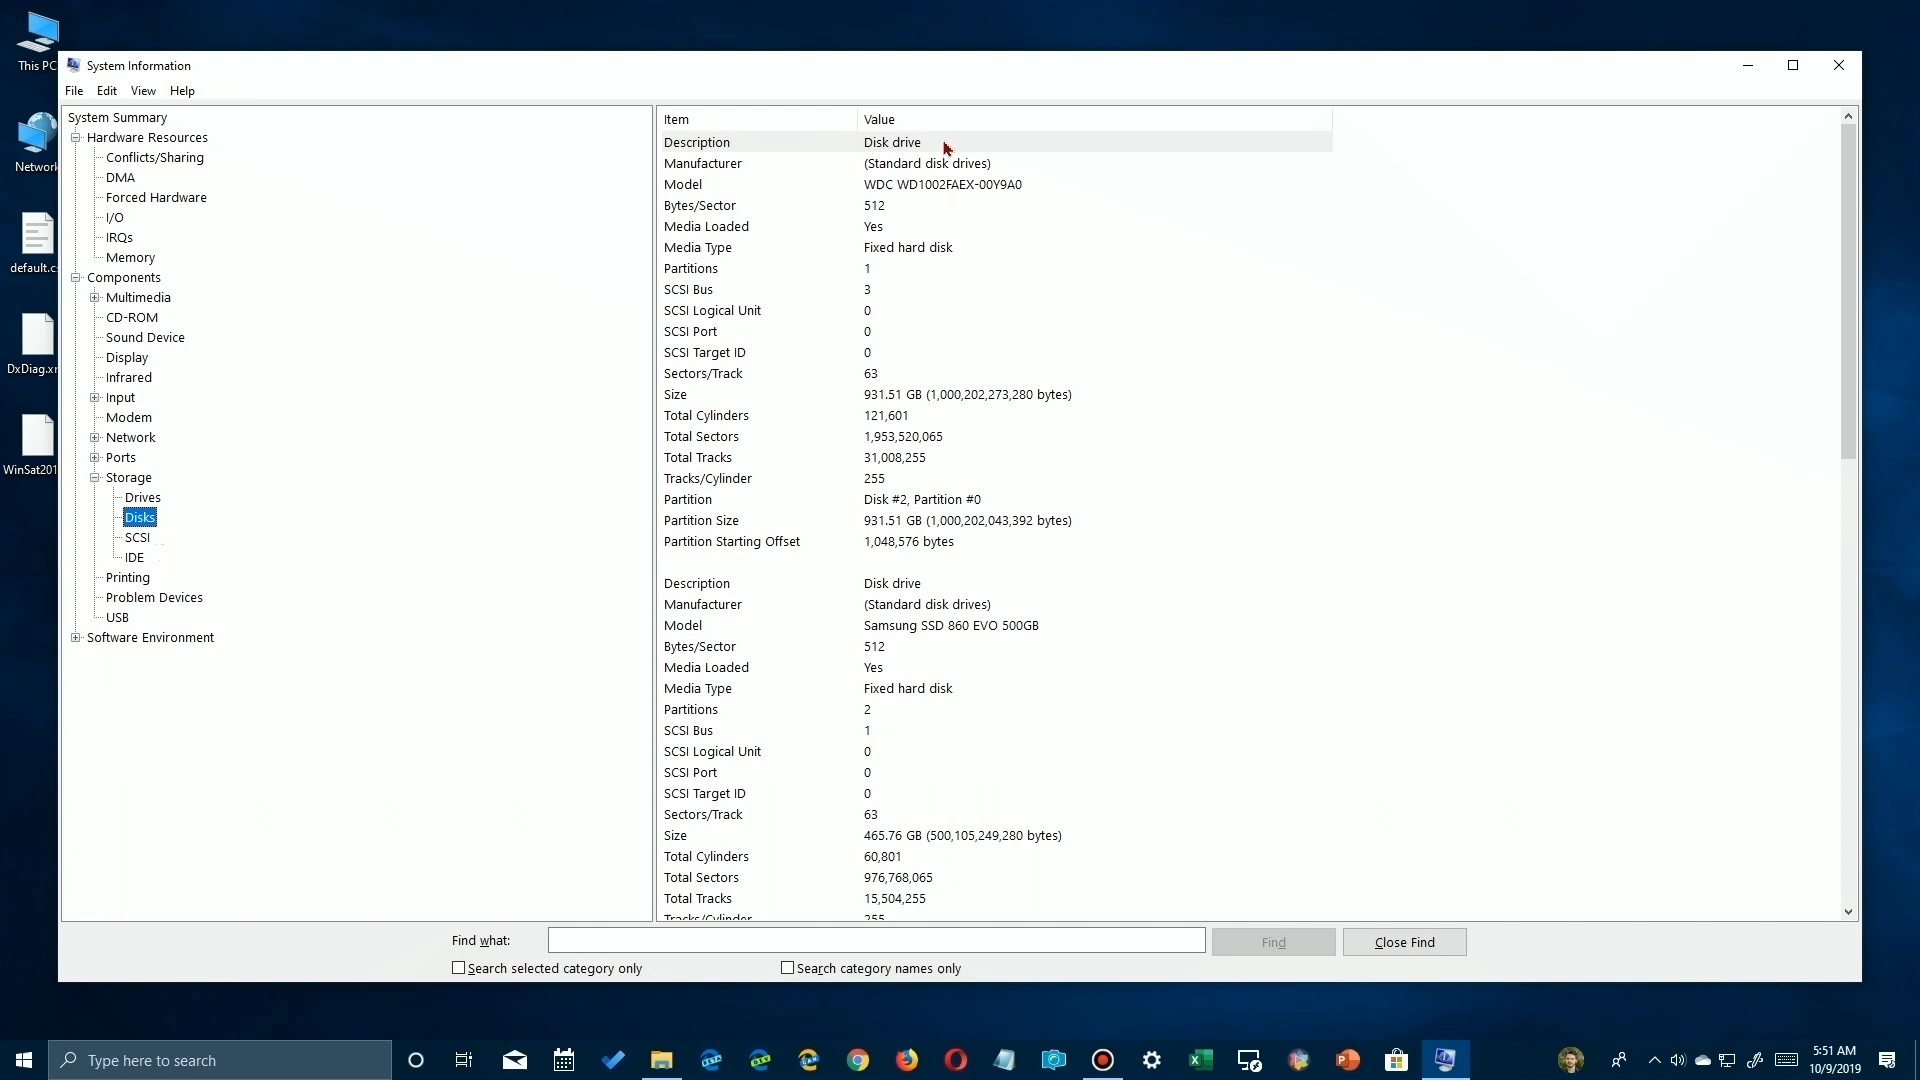 This PC
Network
default.cs
DxDiag.xr
WinSat201
System Information
File Edit View Help
System Summary
Hardware Resources
Conflicts/Sharing
DMA
Forced Hardware
I/O
IRQs
Memory
Components
Multimedia
CD-ROM
Sound Device
Display
Infrared
Input
Modem
Network
Ports
Storage
Drives
Disks
SCSI
IDE
Printing
Problem Devices
USB
Software Environment
Item Value
Description Disk drive
Manufacturer (Standard disk drives)
Model WDC WD1002FAEX-00Y9A0
Bytes/Sector 512
Media Loaded Yes
Media Type Fixed hard disk
Partitions 1
SCSI Bus 3
SCSI Logical Unit 0
SCSI Port 0
SCSI Target ID 0
Sectors/Track 63
Size 931.51 GB (1,000,202,273,280 bytes)
Total Cylinders 121,601
Total Sectors 1,953,520,065
Total Tracks 31,008,255
Tracks/Cylinder 255
Partition Disk #2, Partition #0
Partition Size 931.51 GB (1,000,202,043,392 bytes)
Partition Starting Offset 1,048,576 bytes
Description Disk drive
Manufacturer (Standard disk drives)
Model Samsung SSD 860 EVO 500GB
Bytes/Sector 512
Media Loaded Yes
Media Type Fixed hard disk
Partitions 2
SCSI Bus 1
SCSI Logical Unit 0
SCSI Port 0
SCSI Target ID 0
Sectors/Track 63
Size 465.76 GB (500,105,249,280 bytes)
Total Cylinders 60,801
Total Sectors 976,768,065
Total Tracks 15,504,255
Tracks/Cylinder 255
Find what: Find Close Find
Search selected category only Search category names only
Type here to search
BETA
DEV
CAN
5:51 AM
10/9/2019